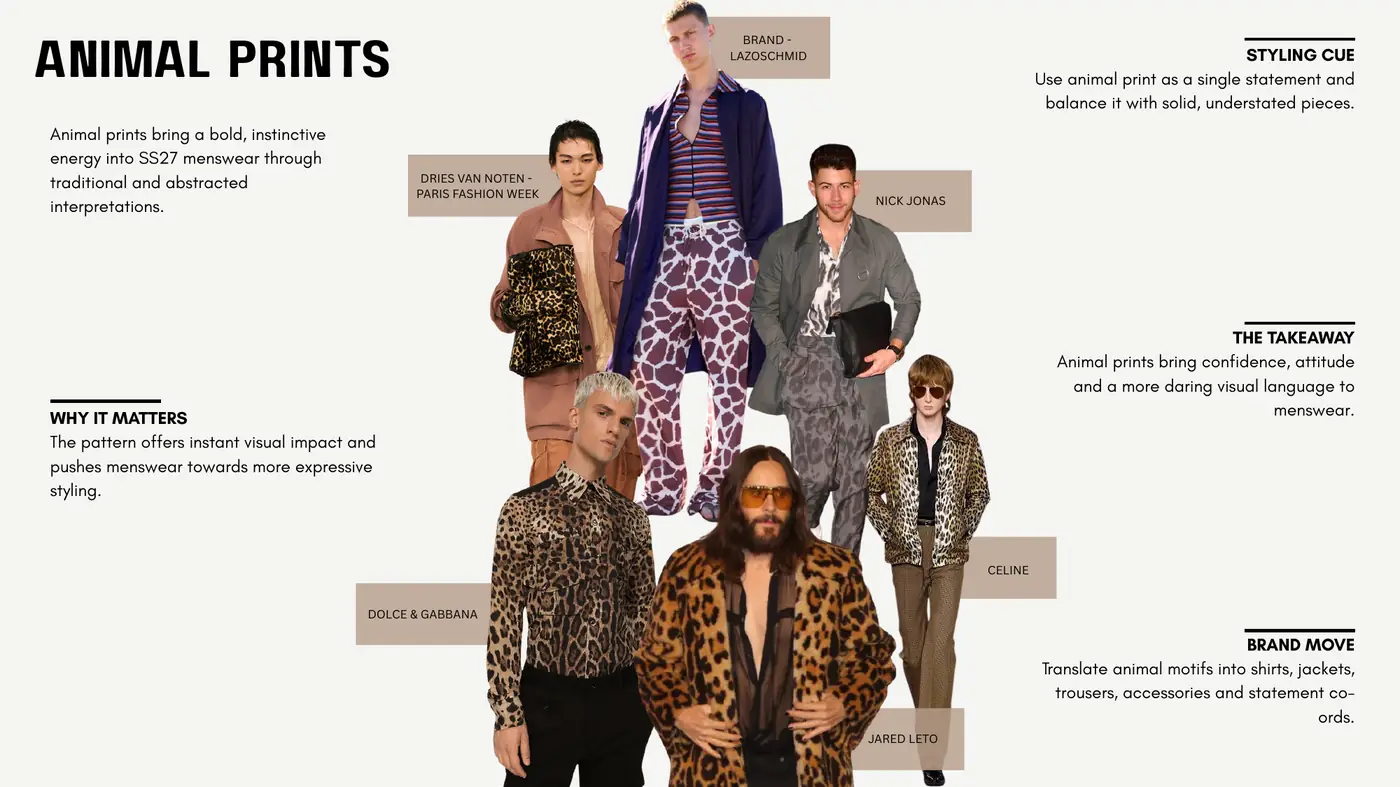 ANIMAL PRINTS
Animal prints bring a bold, instinctive
energy into SS27 menswear through
traditional and abstracted
interpretations.
WHY IT MATTERS
The pattern offers instant visual impact and
pushes menswear towards more expressive
styling.
BRAND -
LAZOSCHMID
DRIES VAN NOTEN -
PARIS FASHION WEEK
NICK JONAS
CELINE
DOLCE & GABBANA
JARED LETO
STYLING CUE
Use animal print as a single statement and
balance it with solid, understated pieces.
THE TAKEAWAY
Animal prints bring confidence, attitude
and a more daring visual language to
menswear.
BRAND MOVE
Translate animal motifs into shirts, jackets,
trousers, accessories and statement co-
ords.